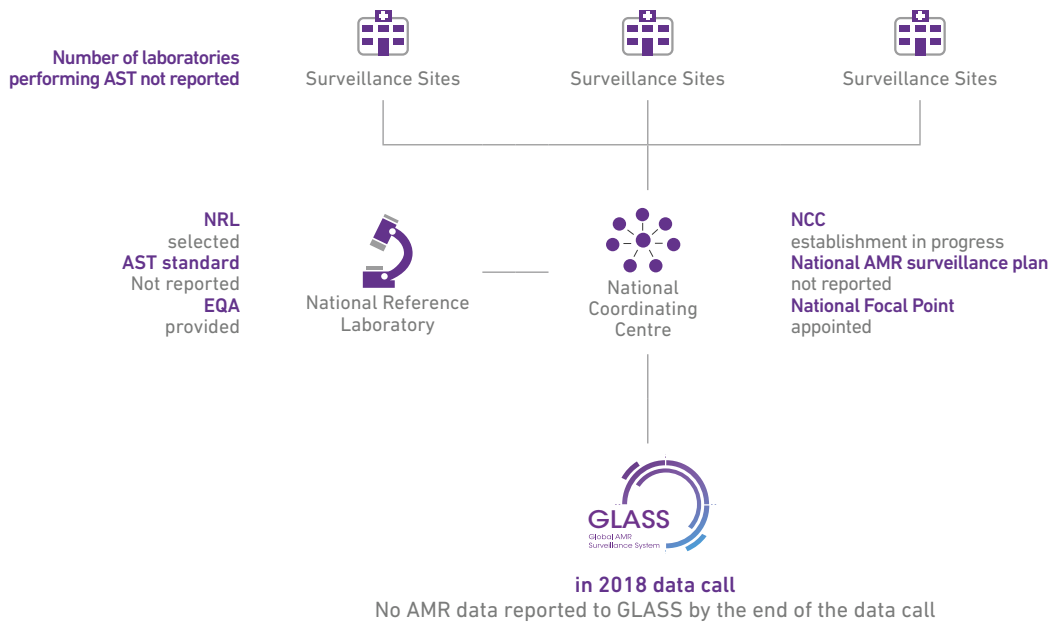 Number of laboratories
performing AST not reported
Surveillance Sites
Surveillance Sites
Surveillance Sites
NRL
selected
AST standard
Not reported
EQA
provided
National Reference
Laboratory
National
Coordinating
Centre
NCC
establishment in progress
National AMR surveillance plan
not reported
National Focal Point
appointed
GLASS
Global AMR
Surveillance System
in 2018 data call
No AMR data reported to GLASS by the end of the data call